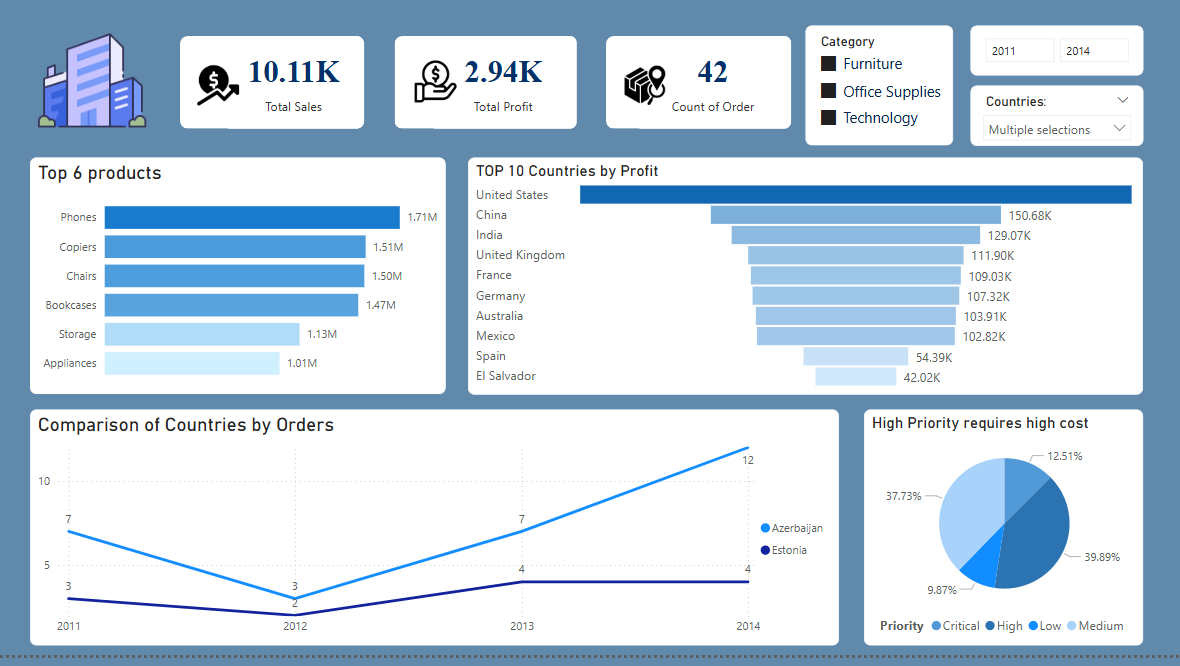 10.11K
Total Sales
2.94K
Total Profit
42
Count of Order
Category
Furniture
Office Supplies
Technology
2011
2014
Countries:
Multiple selections
Top 6 products
Phones 1.71M
Copiers 1.51M
Chairs 1.50M
Bookcases 1.47M
Storage 1.13M
Appliances 1.01M
TOP 10 Countries by Profit
United States
China 150.68K
India 129.07K
United Kingdom 111.90K
France 109.03K
Germany 107.32K
Australia 103.91K
Mexico 102.82K
Spain 54.39K
El Salvador 42.02K
Comparison of Countries by Orders
10
5
7
3
7
12
3
2
4
4
2011 2012 2013 2014
Azerbaijan
Estonia
High Priority requires high cost
12.51%
37.73%
39.89%
9.87%
Priority Critical High Low Medium